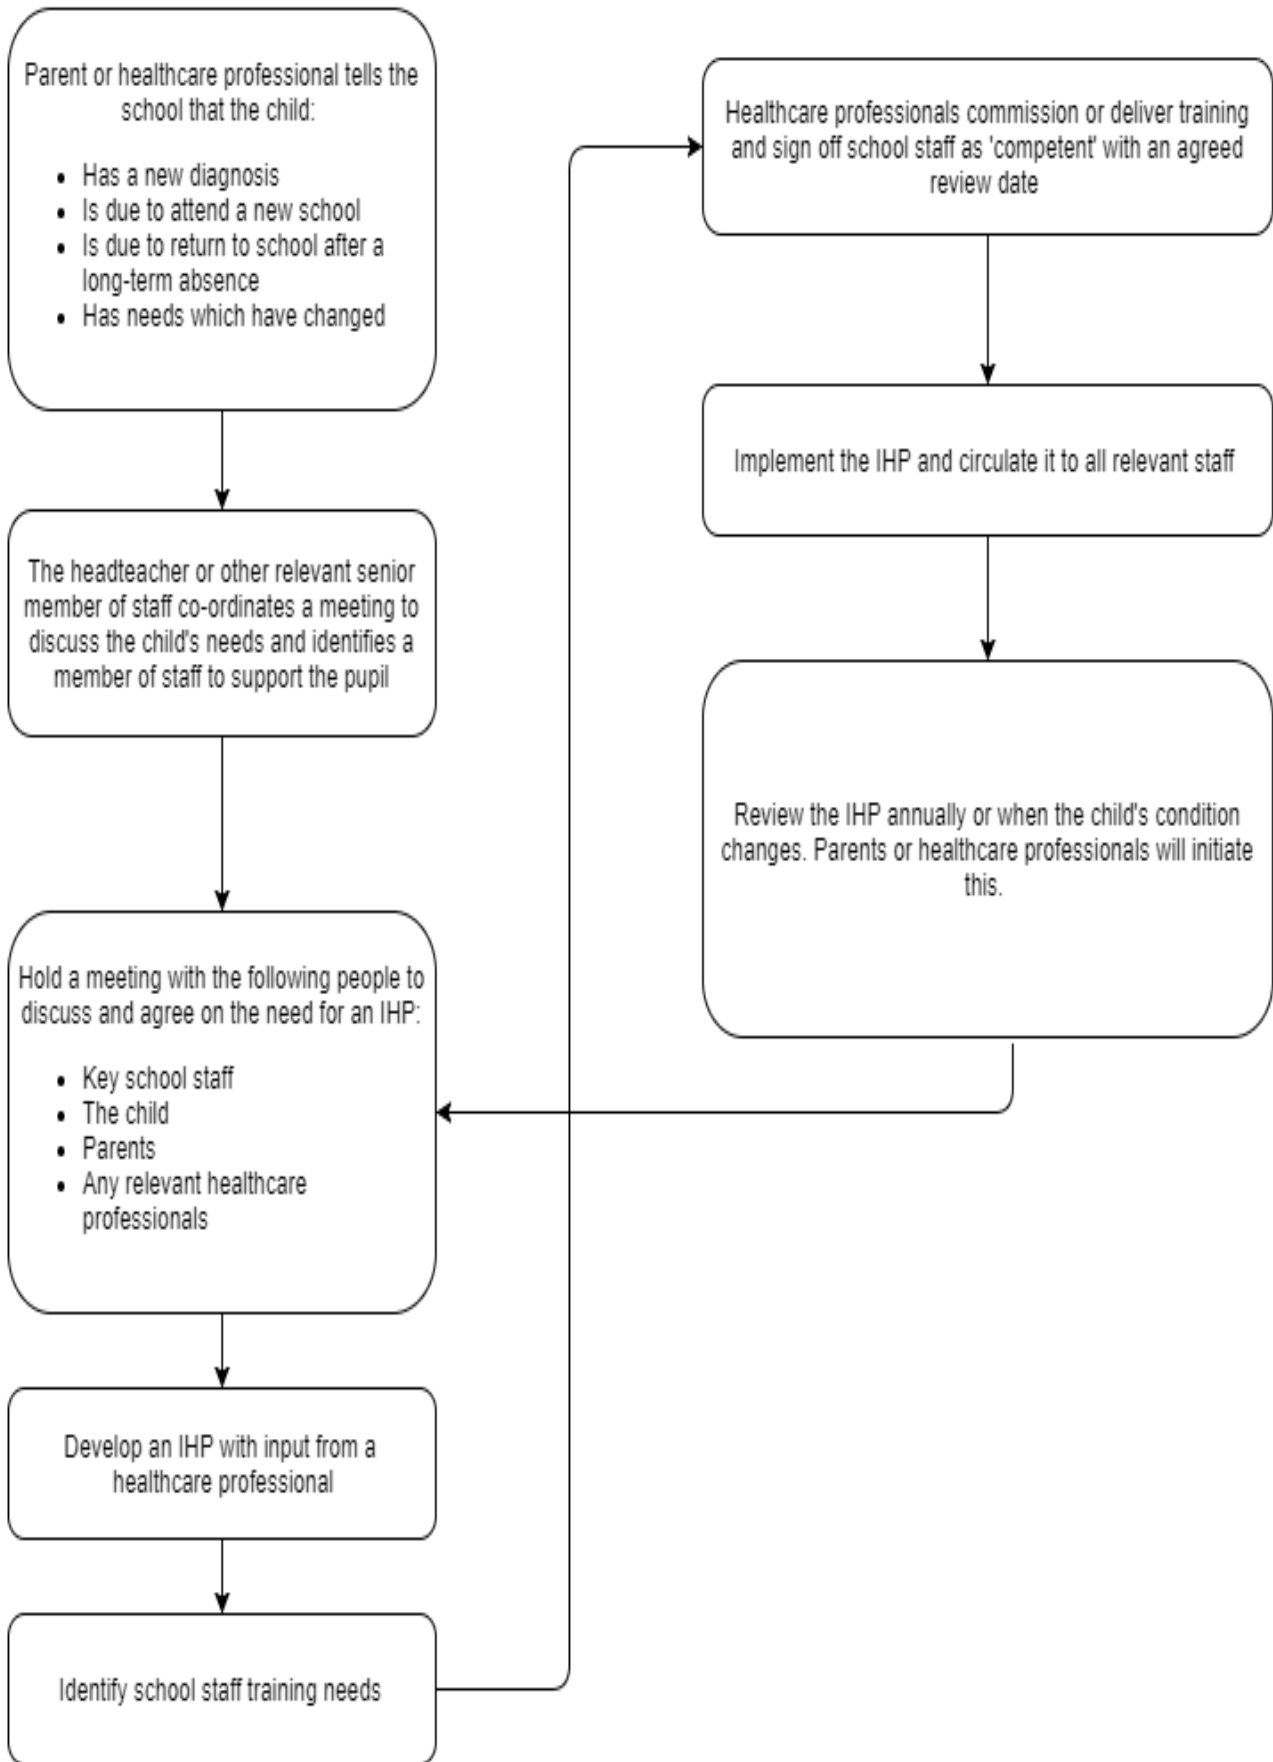 Parent or healthcare professional tells the
school that the child:
• Has a new diagnosis
• Is due to attend a new school
• Is due to return to school after a
long-term absence
• Has needs which have changed
The headteacher or other relevant senior
member of staff co-ordinates a meeting to
discuss the child's needs and identifies a
member of staff to support the pupil
Hold a meeting with the following people to
discuss and agree on the need for an IHP:
• Key school staff
• The child
• Parents
• Any relevant healthcare
professionals
Develop an IHP with input from a
healthcare professional
Identify school staff training needs
Healthcare professionals commission or deliver training
and sign off school staff as 'competent' with an agreed
review date
Implement the IHP and circulate it to all relevant staff
Review the IHP annually or when the child's condition
changes. Parents or healthcare professionals will initiate
this.